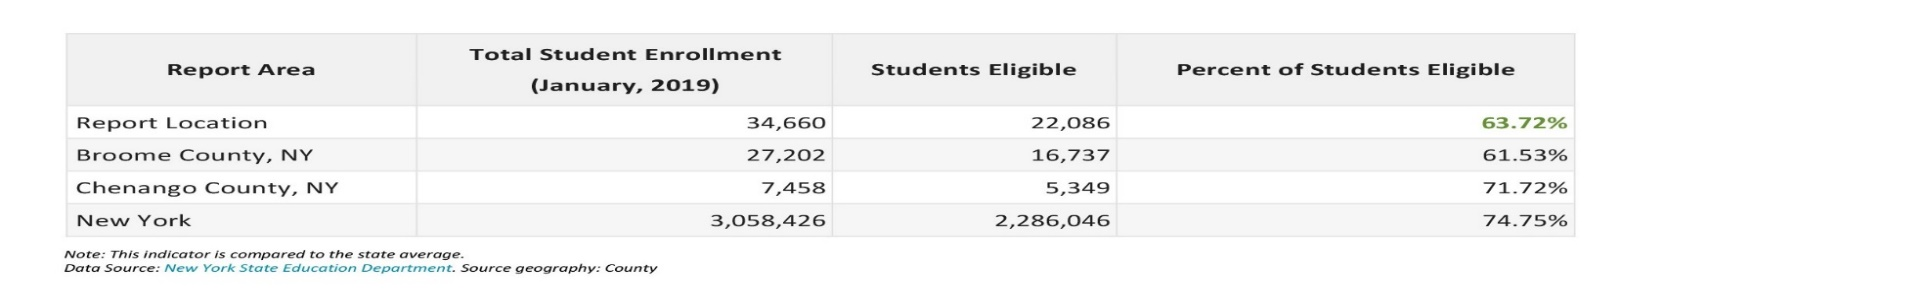 Report Area Total Student Enrollment (January, 2019) Students Eligible Percent of Students Eligible
Report Location 34,660 22,086 63.72%
Broome County, NY 27,202 16,737 61.53%
Chenango County, NY 7,458 5,349 71.72%
New York 3,058,426 2,286,046 74.75%
Note: This indicator is compared to the state average.
Data Source: New York State Education Department. Source geography: County